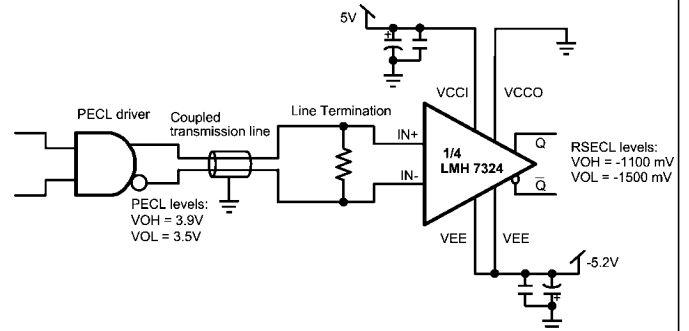 5V
VCCI
VCCO
PECL driver
Coupled
transmission line
Line Termination
IN+
IN-
1/4
LMH 7324
Q
Q̅
RSECL levels:
VOH = -1100 mV
VOL = -1500 mV
PECL levels:
VOH = 3.9V
VOL = 3.5V
VEE
VEE
-5.2V
+
+